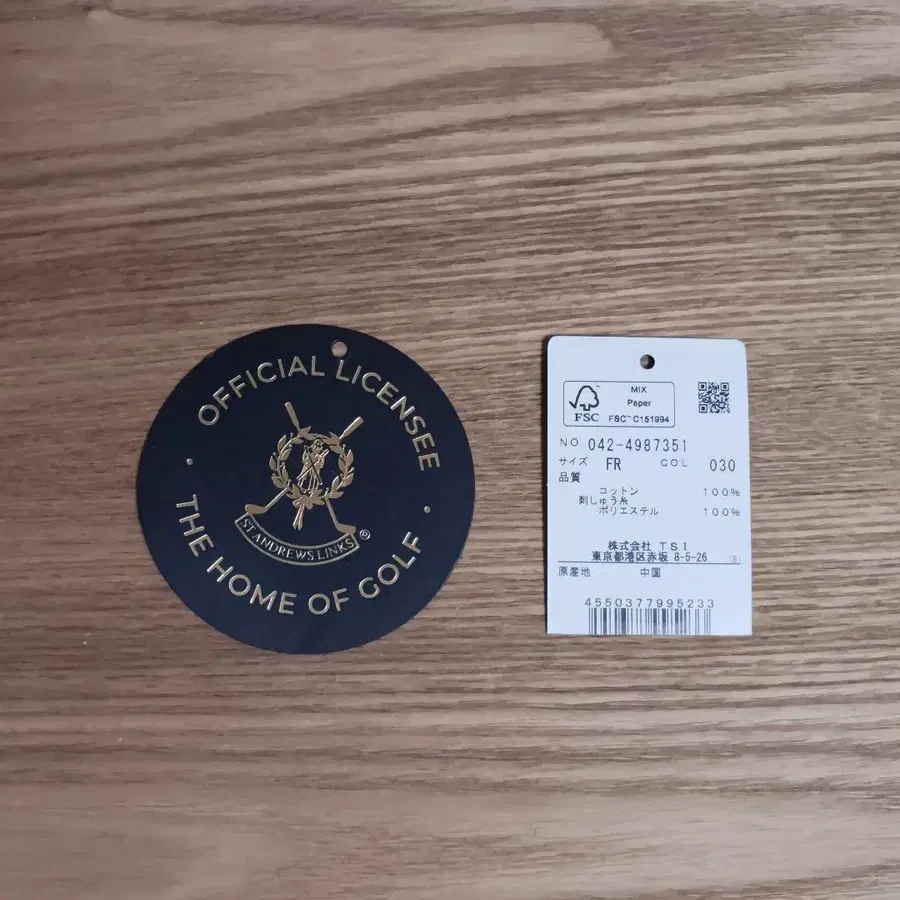 OFFICIAL LICENSEE
ST ANDREWS LINKS ®
THE HOME OF GOLF
MIX
Paper
FSC
FSC™ C151994
NO 042-4987351
サイズ FR COL 030
品質
コットン 100%
刺しゅう糸
ポリエステル 100%
株式会社 TSI
東京都港区赤坂 8-5-26
原産地 中国
4550377995233